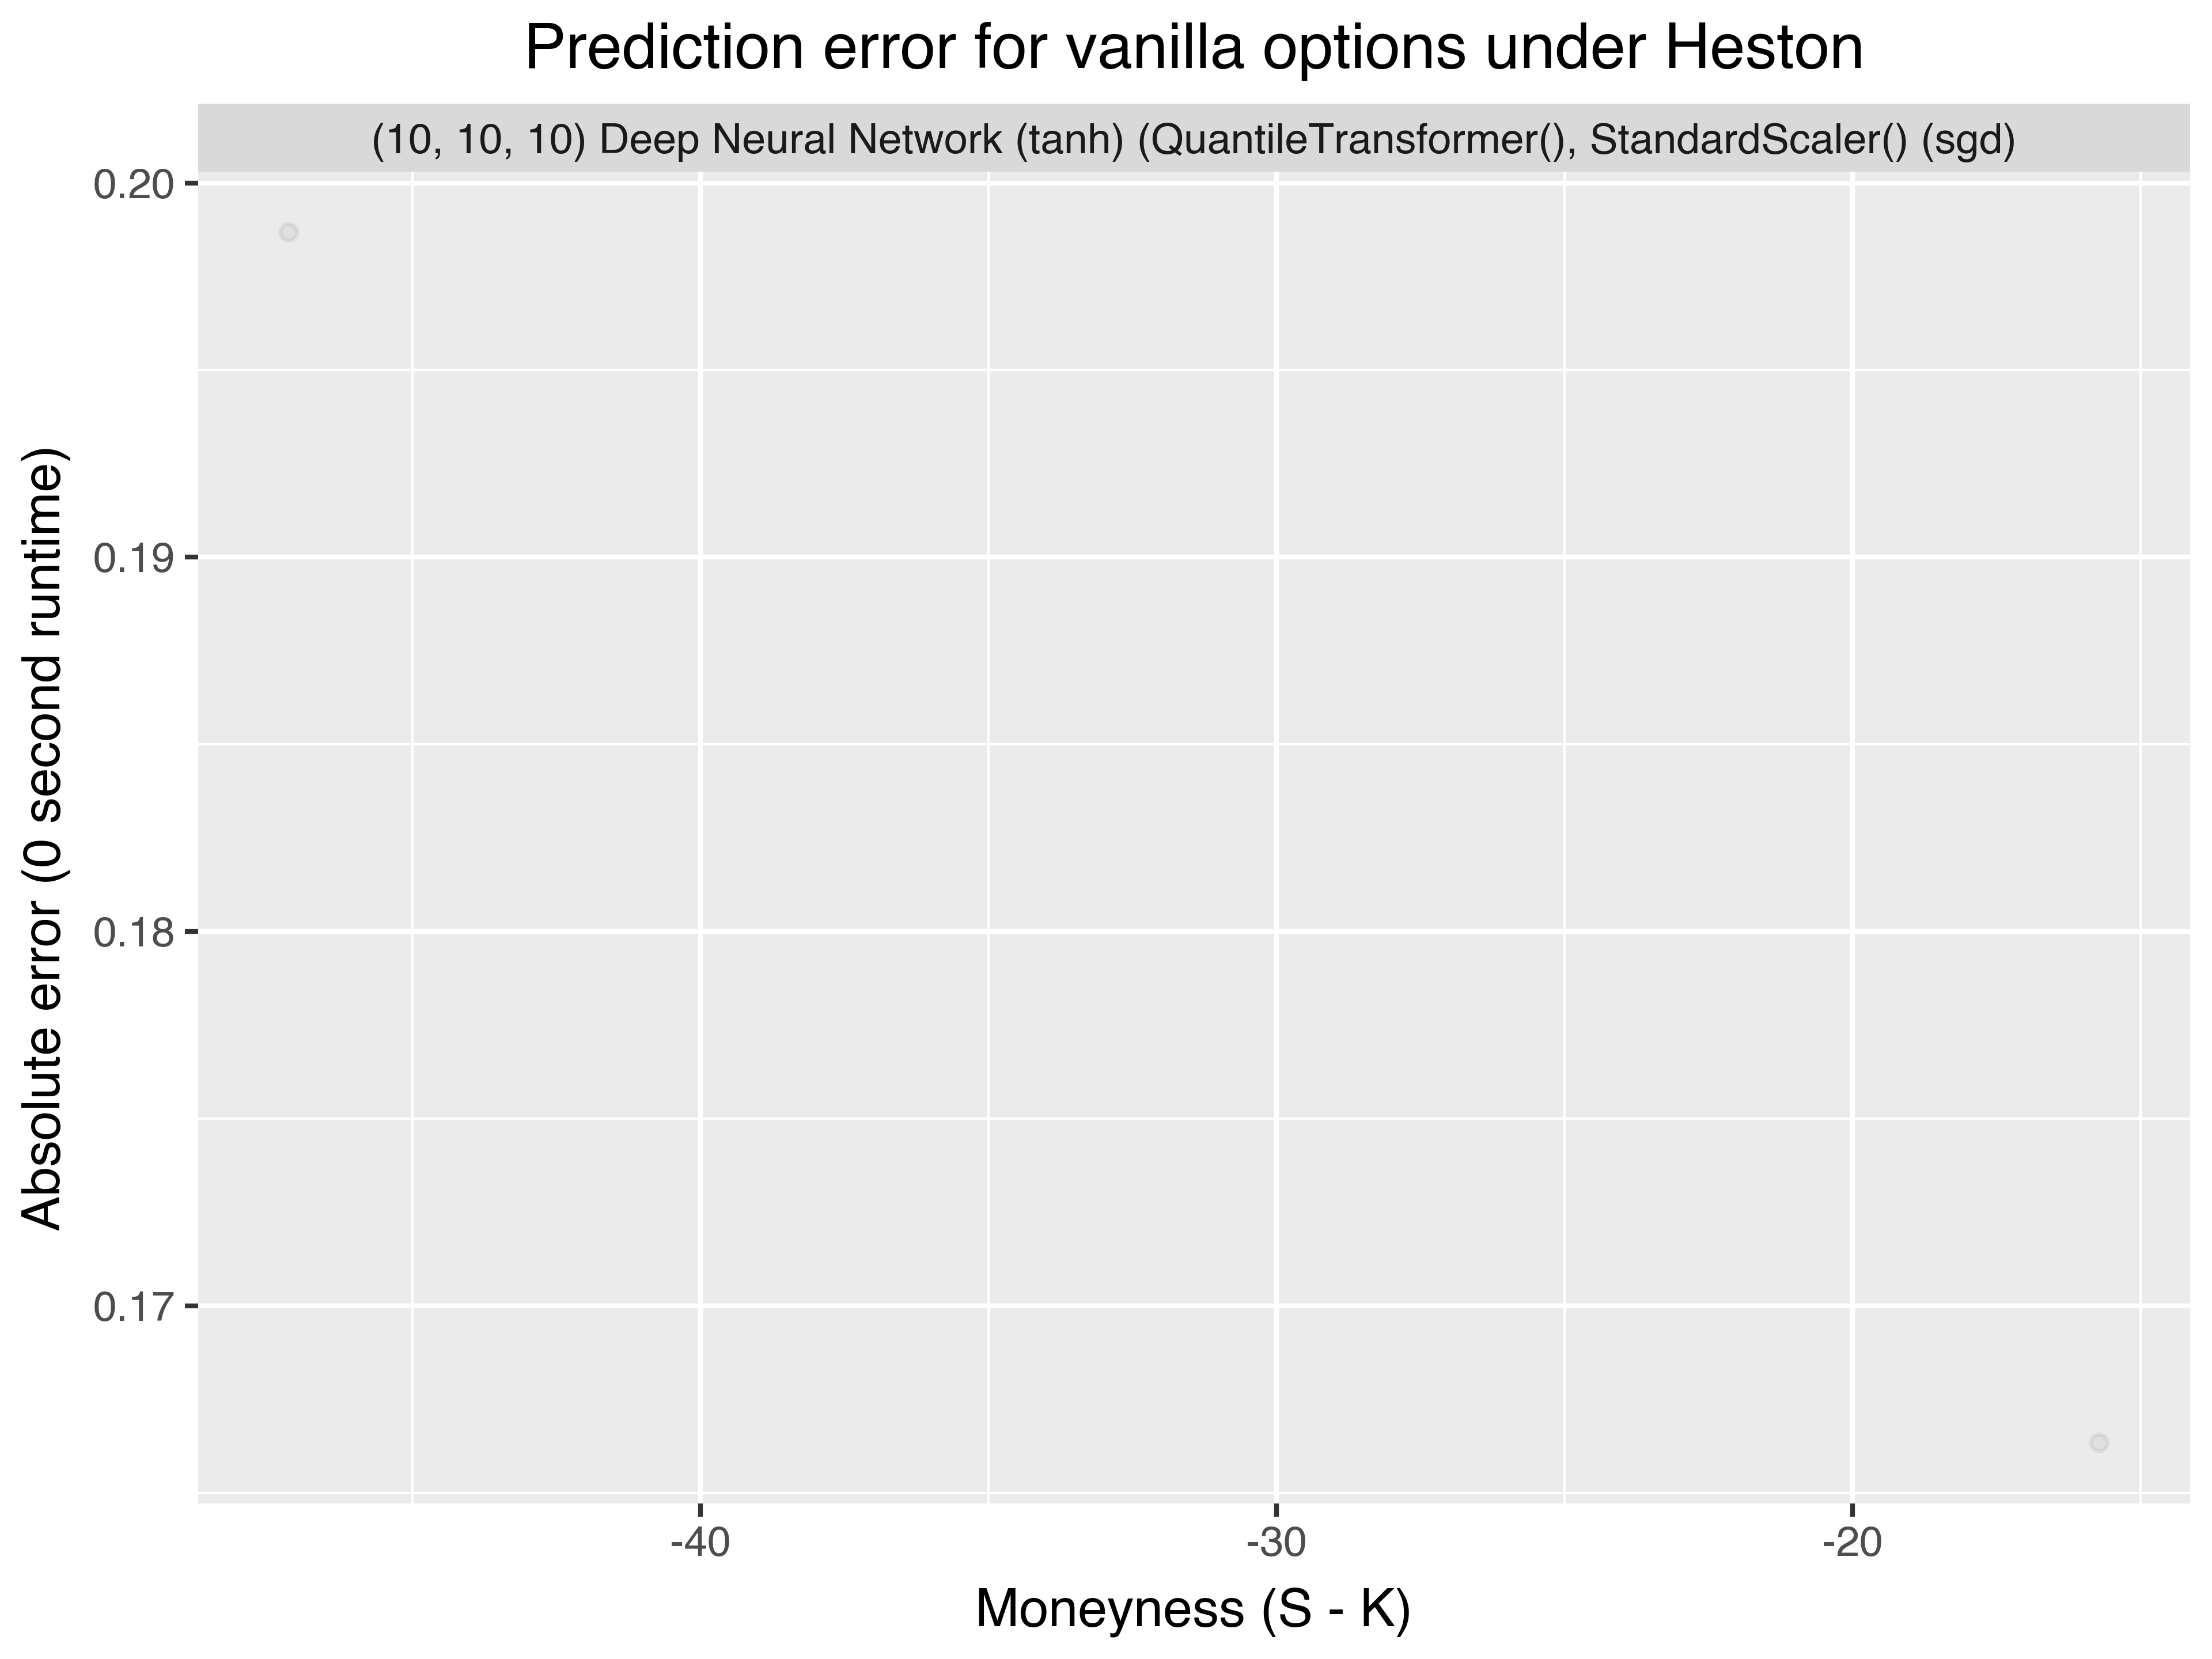 Prediction error for vanilla options under Heston
(10, 10, 10) Deep Neural Network (tanh) (QuantileTransformer(), StandardScaler() (sgd)
Absolute error (0 second runtime)
0.20
0.19
0.18
0.17
-40
-30
-20
Moneyness (S - K)